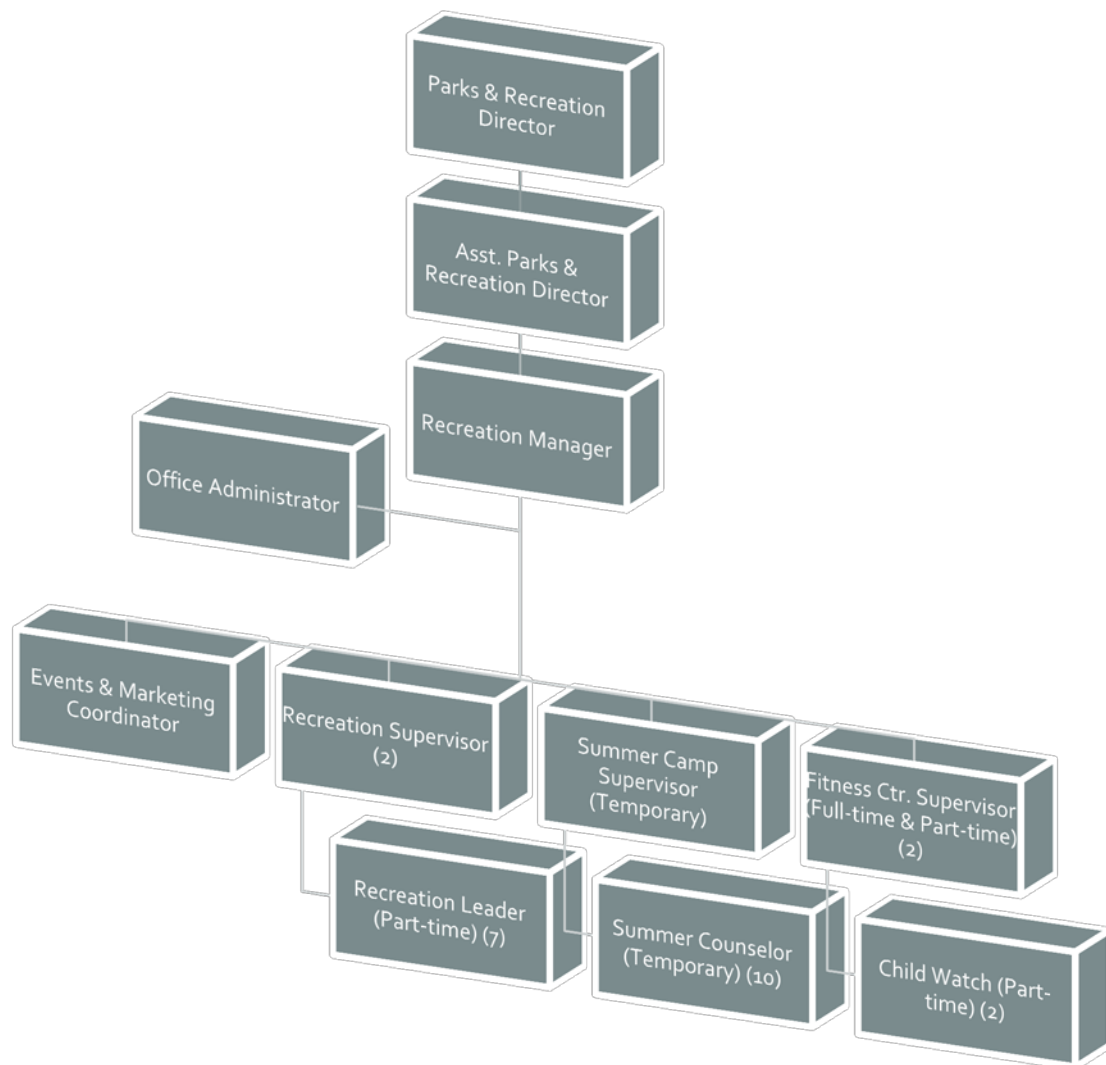 Parks & Recreation
Director
Asst. Parks &
Recreation Director
Recreation Manager
Office Administrator
Events & Marketing
Coordinator
Recreation Supervisor
(2)
Summer Camp
Supervisor
(Temporary)
Fitness Ctr. Supervisor
(Full-time & Part-time)
(2)
Recreation Leader
(Part-time) (7)
Summer Counselor
(Temporary) (10)
Child Watch (Part-
time) (2)